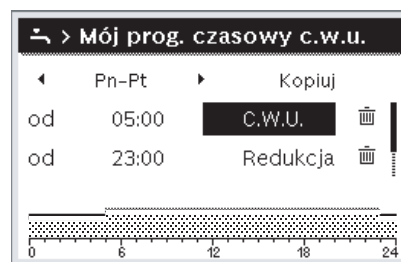 > Mój prog. czasowy c.w.u.
Pn-Pt Kopiuj
od 05:00 C.W.U.
od 23:00 Redukcja
0 6 12 18 24